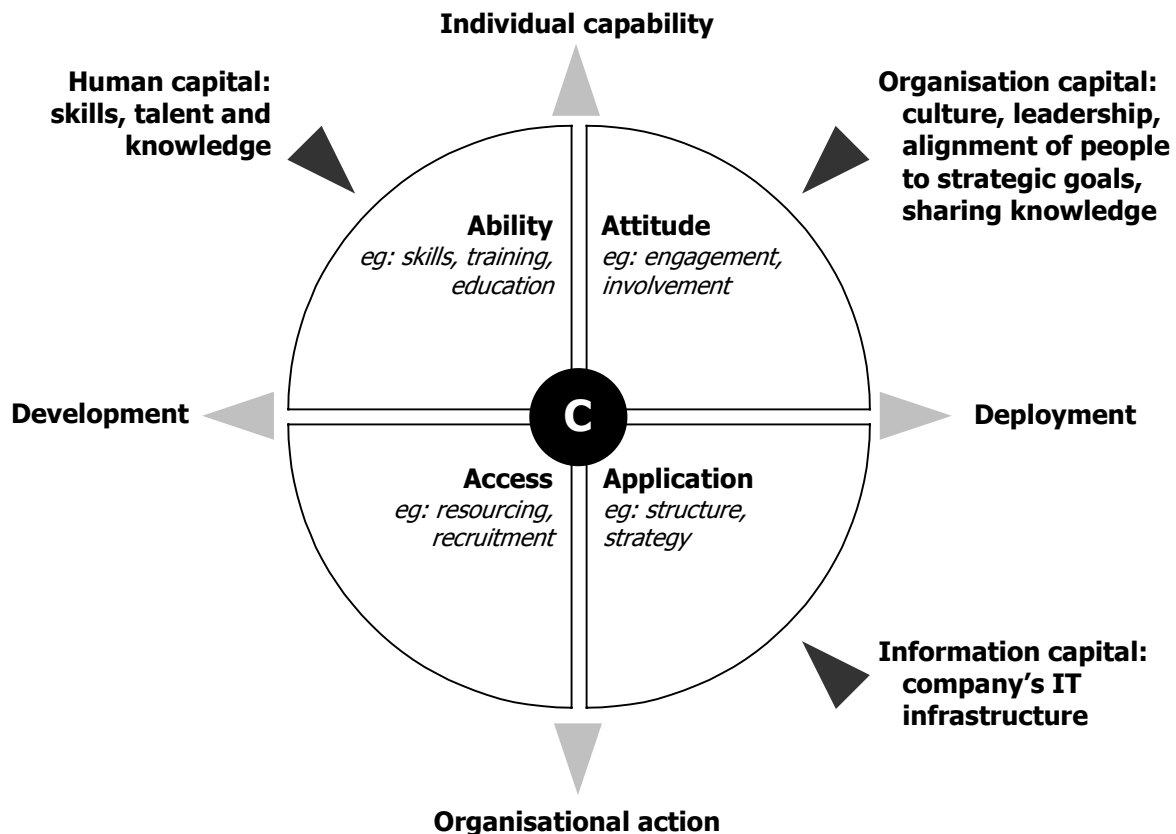 Individual capability
Human capital:
skills, talent and
knowledge
Organisation capital:
culture, leadership,
alignment of people
to strategic goals,
sharing knowledge
Ability
eg: skills, training,
education
Attitude
eg: engagement,
involvement
Development
C
Deployment
Access
eg: resourcing,
recruitment
Application
eg: structure,
strategy
Information capital:
company’s IT
infrastructure
Organisational action